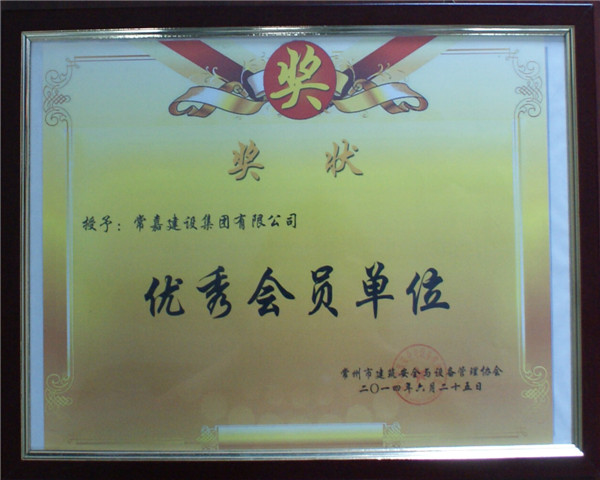 奖
奖 状
授予：常嘉建设集团有限公司
优秀会员单位
常州市建筑安全与设备管理协会
二〇一四年六月二十五日